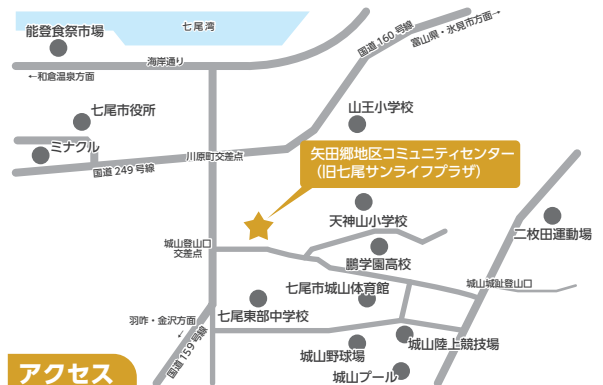 七尾湾
能登食祭市場
国道160号線
富山県・氷見市方面→
海岸通り
←和倉温泉方面
七尾市役所
山王小学校
ミナクル
川原町交差点
国道249号線
矢田郷地区コミュニティセンター
（旧七尾サンライフプラザ）
天神山小学校
二枚田運動場
城山登山口
交差点
鵬学園高校
七尾市城山体育館
城山城趾登山口
羽咋・金沢方面
←
七尾東部中学校
国道159号線
城山野球場
城山陸上競技場
城山プール
アクセス